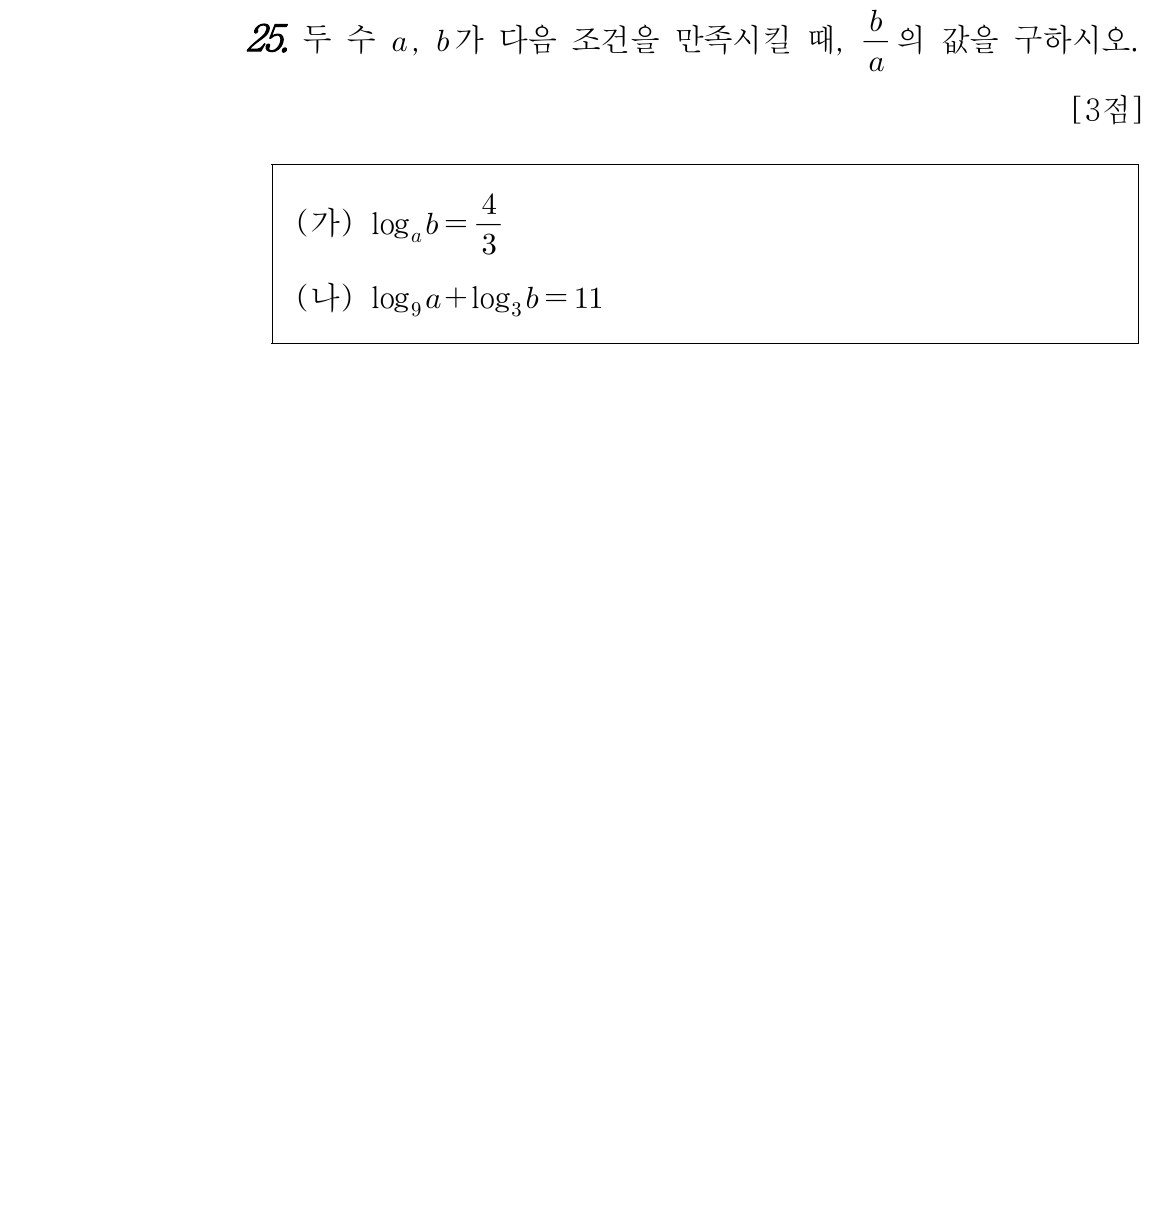 25. 두 수 a, b가 다음 조건을 만족시킬 때, \frac{b}{a}의 값을 구하시오.
[3점]
(가) \log_a b = \frac{4}{3}
(나) \log_9 a + \log_3 b = 11